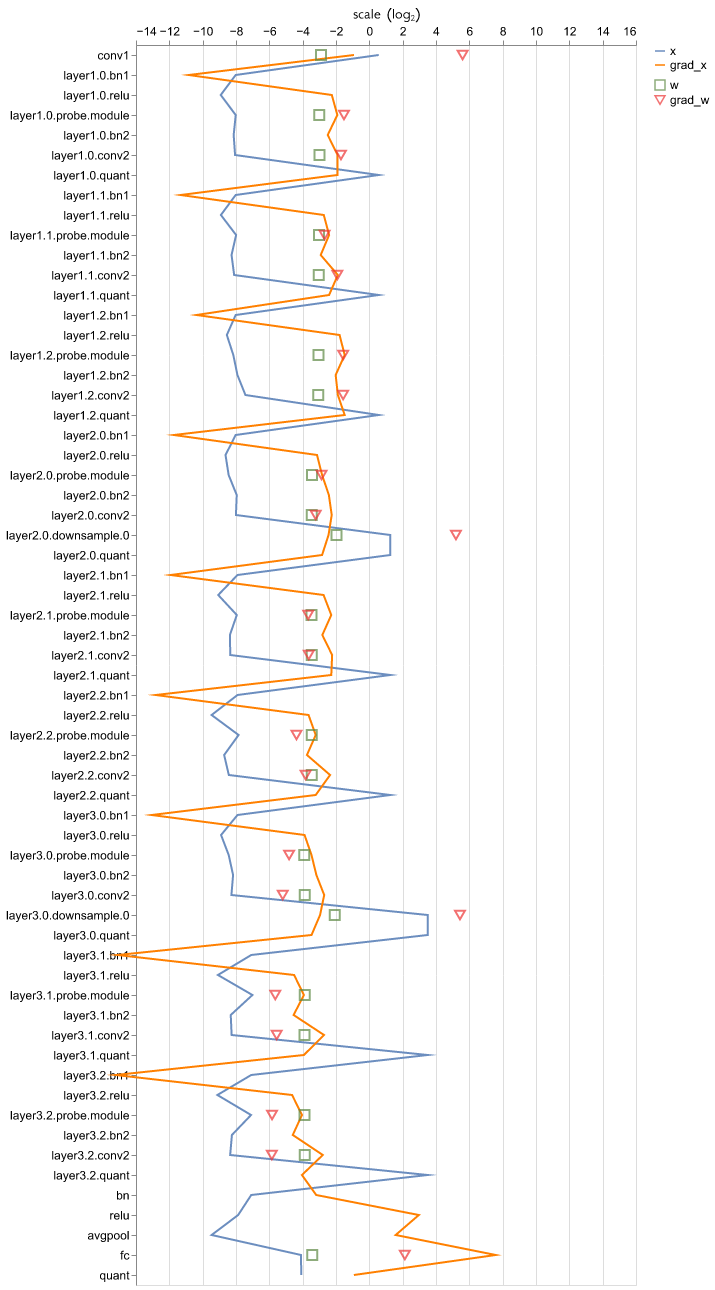 scale (log₂)
−14 −12 −10 −8 −6 −4 −2 0 2 4 6 8 10 12 14 16
conv1
layer1.0.bn1
layer1.0.relu
layer1.0.probe.module
layer1.0.bn2
layer1.0.conv2
layer1.0.quant
layer1.1.bn1
layer1.1.relu
layer1.1.probe.module
layer1.1.bn2
layer1.1.conv2
layer1.1.quant
layer1.2.bn1
layer1.2.relu
layer1.2.probe.module
layer1.2.bn2
layer1.2.conv2
layer1.2.quant
layer2.0.bn1
layer2.0.relu
layer2.0.probe.module
layer2.0.bn2
layer2.0.conv2
layer2.0.downsample.0
layer2.0.quant
layer2.1.bn1
layer2.1.relu
layer2.1.probe.module
layer2.1.bn2
layer2.1.conv2
layer2.1.quant
layer2.2.bn1
layer2.2.relu
layer2.2.probe.module
layer2.2.bn2
layer2.2.conv2
layer2.2.quant
layer3.0.bn1
layer3.0.relu
layer3.0.probe.module
layer3.0.bn2
layer3.0.conv2
layer3.0.downsample.0
layer3.0.quant
layer3.1.bn1
layer3.1.relu
layer3.1.probe.module
layer3.1.bn2
layer3.1.conv2
layer3.1.quant
layer3.2.bn1
layer3.2.relu
layer3.2.probe.module
layer3.2.bn2
layer3.2.conv2
layer3.2.quant
bn
relu
avgpool
fc
quant
x
grad_x
w
grad_w